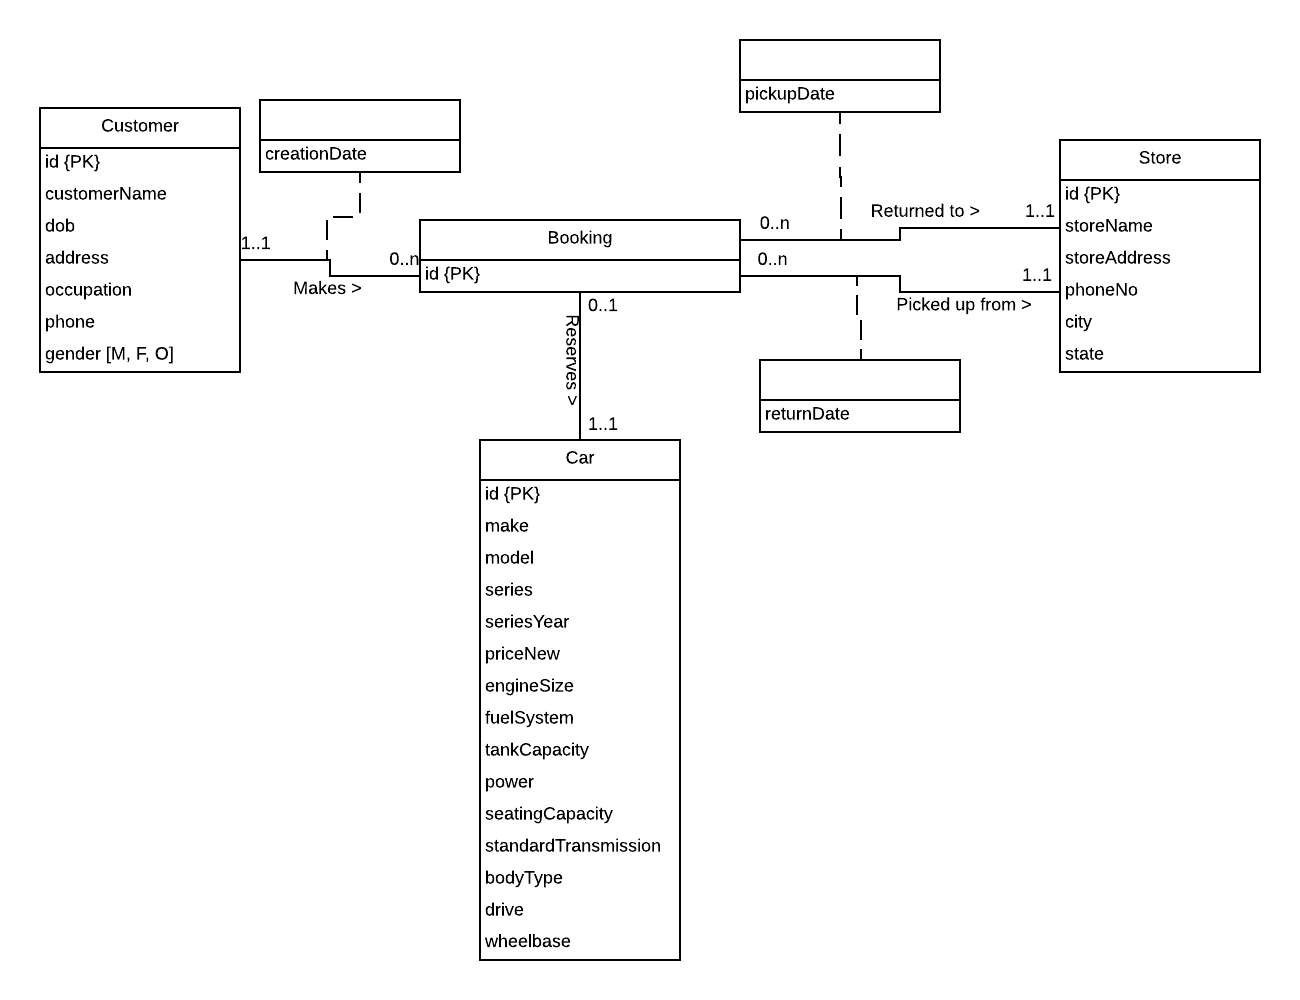 Customer
id {PK}
customerName
dob
address
occupation
phone
gender [M, F, O]
creationDate
1..1
0..n
Makes >
Booking
id {PK}
pickupDate
0..n
Returned to >
1..1
0..n
1..1
Picked up from >
returnDate
Store
id {PK}
storeName
storeAddress
phoneNo
city
state
0..1
Reserves >
1..1
Car
id {PK}
make
model
series
seriesYear
priceNew
engineSize
fuelSystem
tankCapacity
power
seatingCapacity
standardTransmission
bodyType
drive
wheelbase